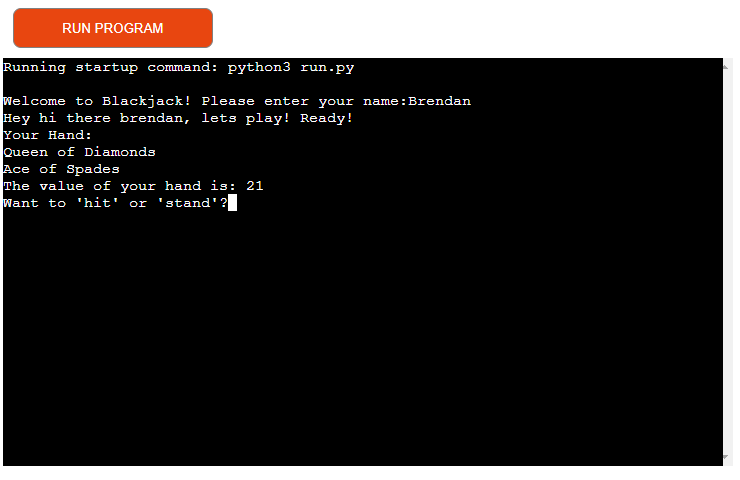 RUN PROGRAM
Running startup command: python3 run.py
Welcome to Blackjack! Please enter your name:Brendan
Hey hi there brendan, lets play! Ready!
Your Hand:
Queen of Diamonds
Ace of Spades
The value of your hand is: 21
Want to 'hit' or 'stand'?